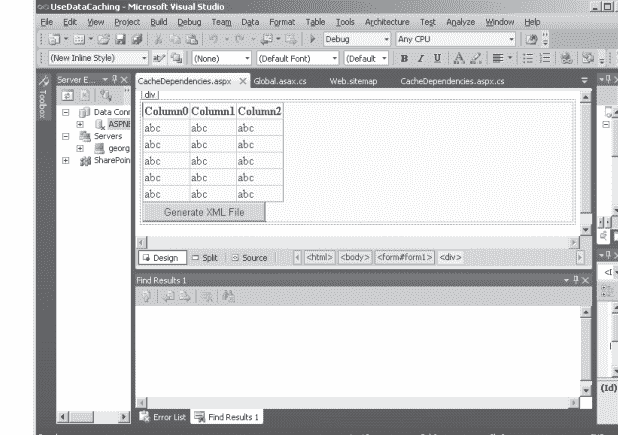 UseDataCaching - Microsoft Visual Studio
File Edit View Project Build Debug Team Data Format Table Tools Architecture Test Analyze Window Help
Debug Any CPU
(New Inline Style) (None) (Default Font) (Default B I U A
Server E... CacheDependencies.aspx Global.asax.cs Web.sitemap CacheDependencies.aspx.cs
Toolbox
div
Data Conn
ASPNE
Servers
georg
SharePoin
Column0 Column1 Column2
abc abc abc
abc abc abc
abc abc abc
abc abc abc
abc abc abc
Generate XML File
Design Split Source <html> <body> <form#form1> <div>
Find Results 1
(Id)
Error List Find Results 1